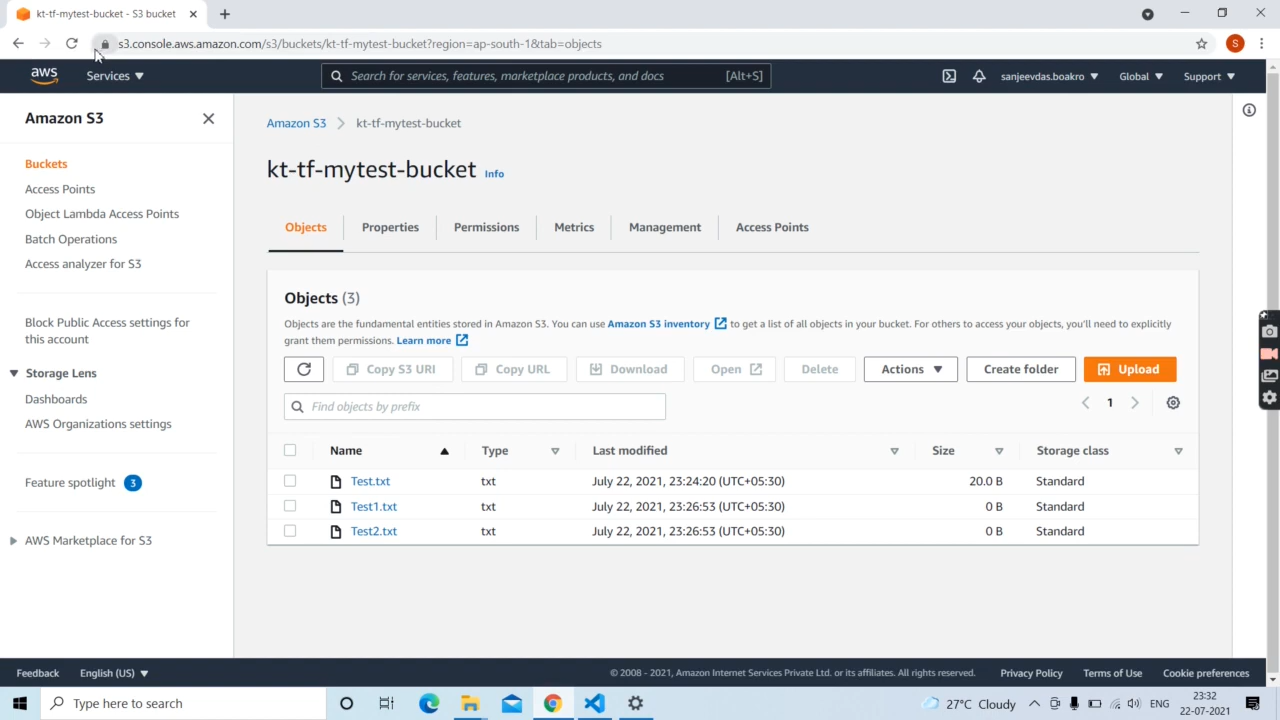 kt-tf-mytest-bucket - S3 bucket
s3.console.aws.amazon.com/s3/buckets/kt-tf-mytest-bucket?region=ap-south-1&tab=objects
S
aws
Services
Search for services, features, marketplace products, and docs [Alt+S]
sanjeevdas.boakro
Global
Support
Amazon S3
Buckets
Access Points
Object Lambda Access Points
Batch Operations
Access analyzer for S3
Block Public Access settings for
this account
Storage Lens
Dashboards
AWS Organizations settings
Feature spotlight 3
AWS Marketplace for S3
Amazon S3 > kt-tf-mytest-bucket
kt-tf-mytest-bucket Info
Objects Properties Permissions Metrics Management Access Points
Objects (3)
Objects are the fundamental entities stored in Amazon S3. You can use Amazon S3 inventory to get a list of all objects in your bucket. For others to access your objects, you'll need to explicitly
grant them permissions. Learn more
Copy S3 URI Copy URL Download Open Delete Actions Create folder Upload
Find objects by prefix
1
Name Type Last modified Size Storage class
Test.txt txt July 22, 2021, 23:24:20 (UTC+05:30) 20.0 B Standard
Test1.txt txt July 22, 2021, 23:26:53 (UTC+05:30) 0 B Standard
Test2.txt txt July 22, 2021, 23:26:53 (UTC+05:30) 0 B Standard
Feedback English (US) © 2008 - 2021, Amazon Internet Services Private Ltd. or its affiliates. All rights reserved. Privacy Policy Terms of Use Cookie preferences
Type here to search
27°C Cloudy
ENG
23:32
22-07-2021